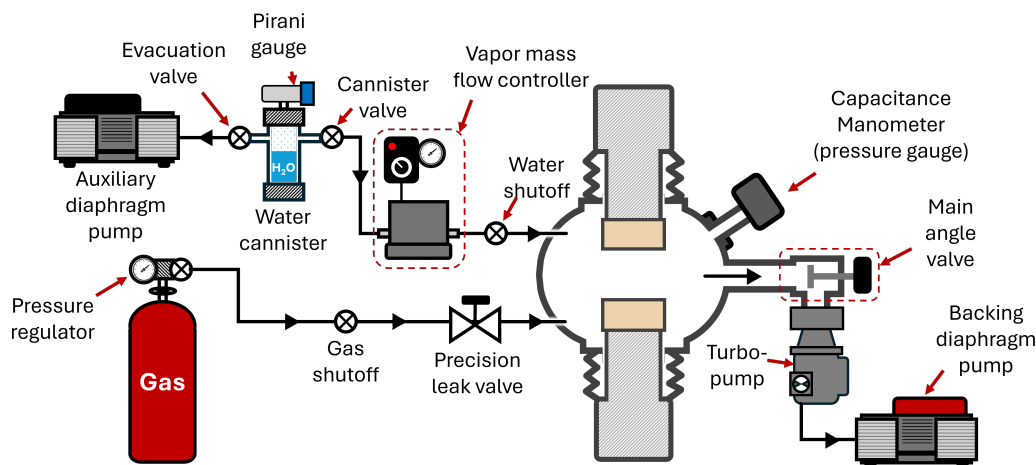 Pirani
gauge
Evacuation
valve
Cannister
valve
Vapor mass
flow controller
Capacitance
Manometer
(pressure gauge)
H₂O
Water
shutoff
Auxiliary
diaphragm
pump
Water
cannister
Main
angle
valve
Pressure
regulator
Gas
Gas
shutoff
Precision
leak valve
Turbo-
pump
Backing
diaphragm
pump